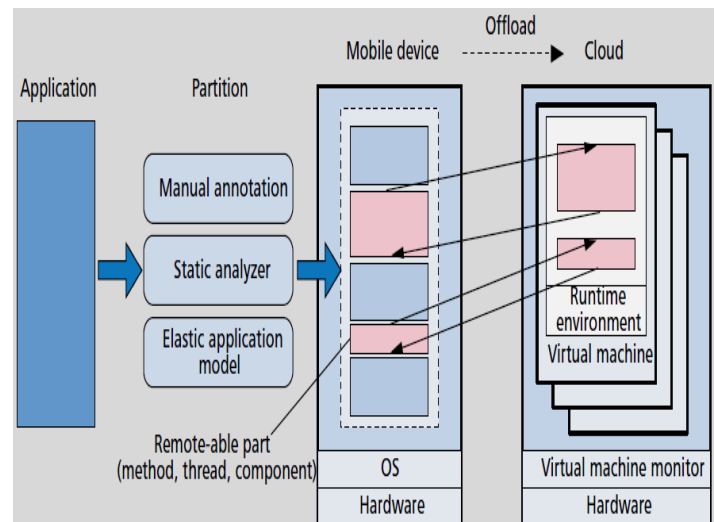 Offload
Application
Partition
Mobile device
Cloud
Manual annotation
Static analyzer
Elastic application
model
Remote-able part
(method, thread, component)
OS
Hardware
Runtime
environment
Virtual machine
Virtual machine monitor
Hardware